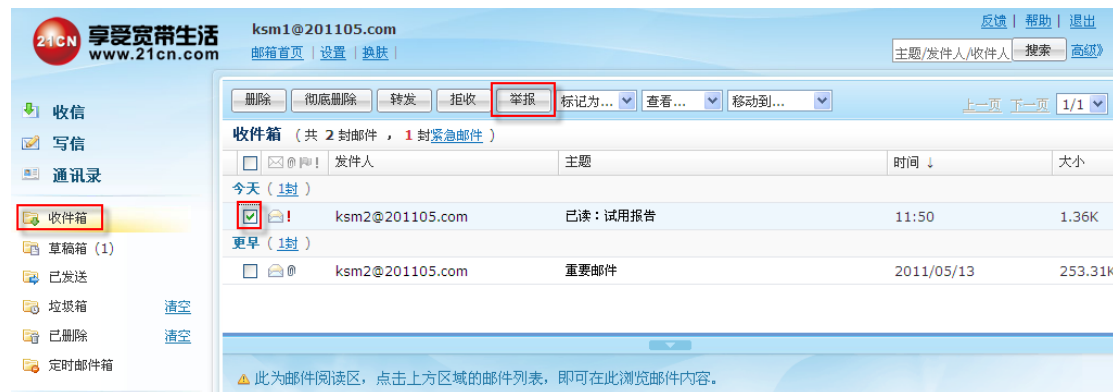 21CN 享受宽带生活
www.21cn.com
ksm1@201105.com
邮箱首页 | 设置 | 换肤 |
反馈 | 帮助 | 退出
主题/发件人/收件人 搜索 高级》
收信
写信
通讯录
收件箱
草稿箱 (1)
已发送
垃圾箱 清空
已删除 清空
定时邮件箱
删除 彻底删除 转发 拒收 举报 标记为... 查看... 移动到... 上一页 下一页 1/1
收件箱 （共 2 封邮件 ， 1 封紧急邮件 ）
! 发件人 主题 时间 ↓ 大小
今天（ 1封 ）
! ksm2@201105.com 已读：试用报告 11:50 1.36K
更早（ 1封 ）
ksm2@201105.com 重要邮件 2011/05/13 253.31K
此为邮件阅读区，点击上方区域的邮件列表，即可在此浏览邮件内容。